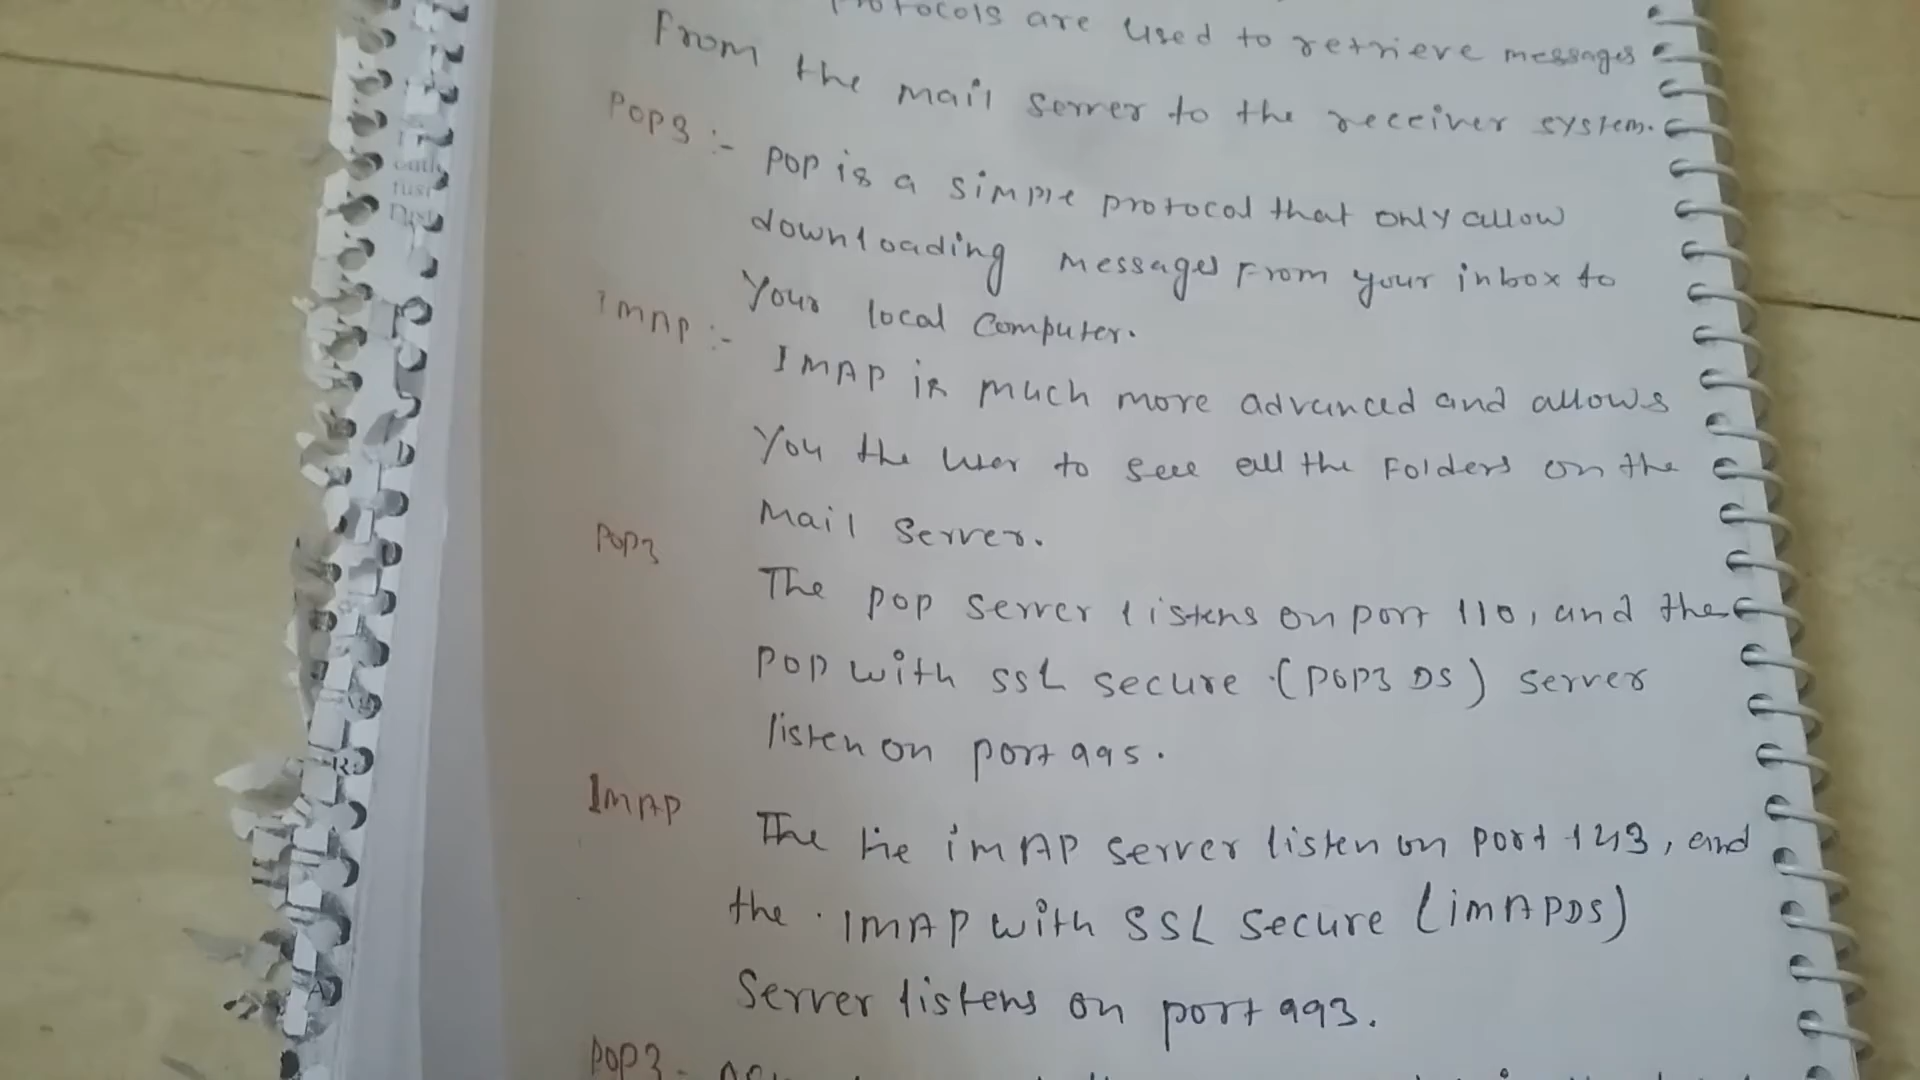 Protocols are used to retrieve messages
From the mail server to the receiver system.
POP3 :- POP is a simple protocol that only allow
downloading messages From your inbox to
Your local Computer.
IMAP :- IMAP is much more advanced and allows
You the user to see all the Folders on the
Mail Server.
POP3
The POP server listens on port 110, and the
POP with SSL secure (POP3 DS) server
listen on port 995.
IMAP
The the IMAP server listen on port 143, and
the IMAP with SSL Secure (IMAPDS)
Server listens on port 993.
POP3 -